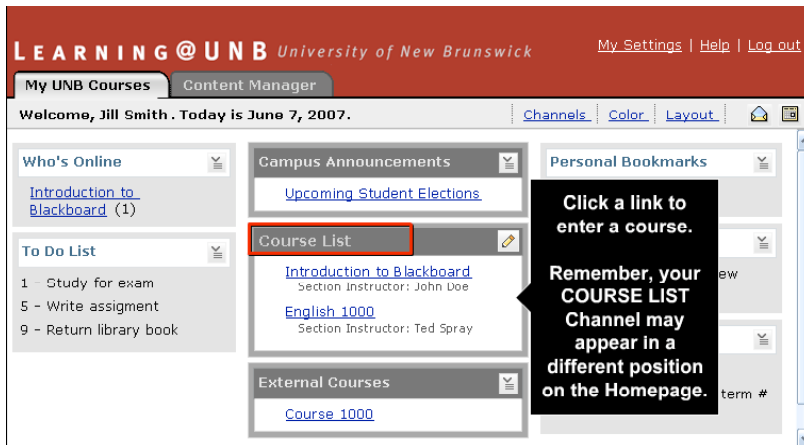 LEARNING@UNB University of New Brunswick
My Settings | Help | Log out
My UNB Courses
Content Manager
Welcome, Jill Smith. Today is June 7, 2007.
Channels
Color
Layout
Who's Online
Introduction to
Blackboard (1)
To Do List
1 - Study for exam
5 - Write assigment
9 - Return library book
Campus Announcements
Upcoming Student Elections
Course List
Introduction to Blackboard
Section Instructor: John Doe
English 1000
Section Instructor: Ted Spray
External Courses
Course 1000
Personal Bookmarks
Click a link to
enter a course.
Remember, your
COURSE LIST
Channel may
appear in a
different position
on the Homepage.
term #